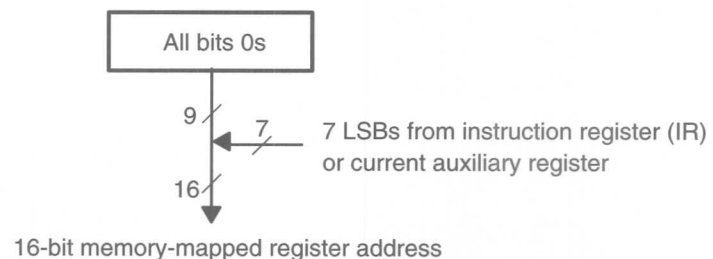 All bits 0s
9
7
7 LSBs from instruction register (IR)
or current auxiliary register
16
16-bit memory-mapped register address